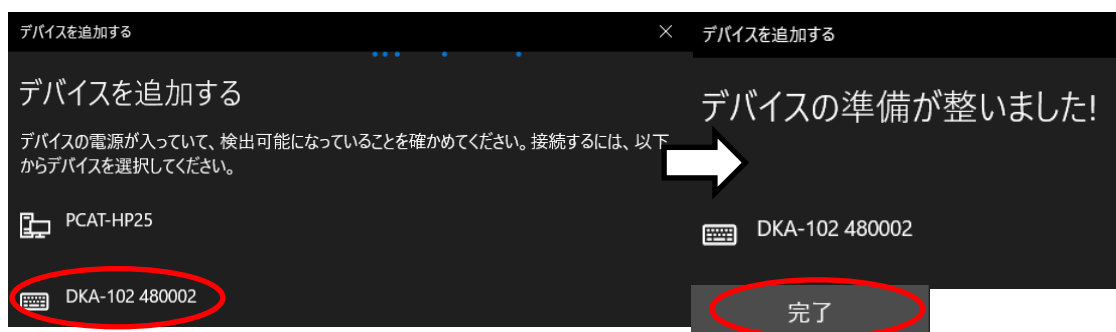 デバイスを追加する
デバイスを追加する
デバイスの電源が入っていて、検出可能になっていることを確かめてください。接続するには、以下
からデバイスを選択してください。
PCAT-HP25
DKA-102 480002
デバイスを追加する
デバイスの準備が整いました!
DKA-102 480002
完了